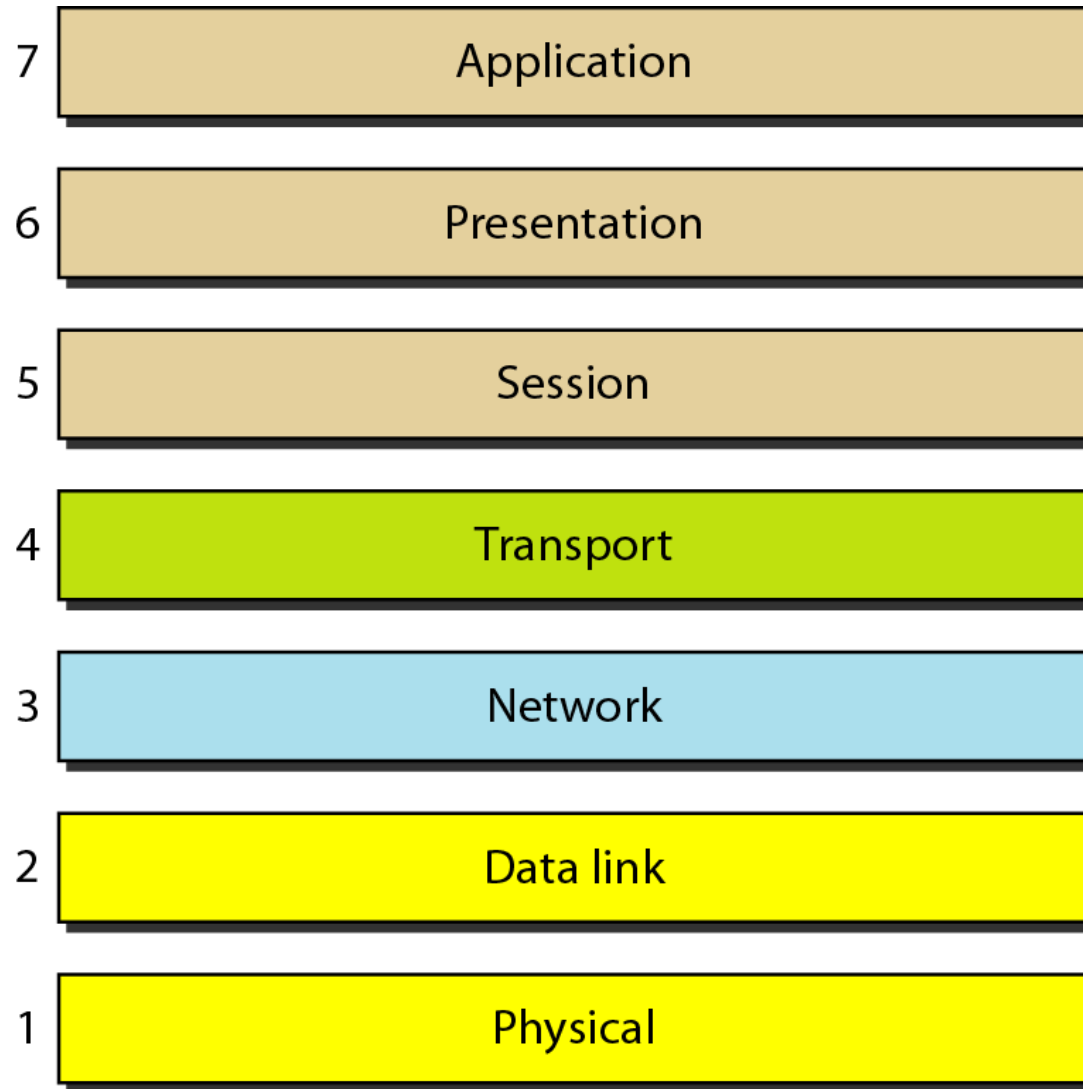 7 Application
6 Presentation
5 Session
4 Transport
3 Network
2 Data link
1 Physical